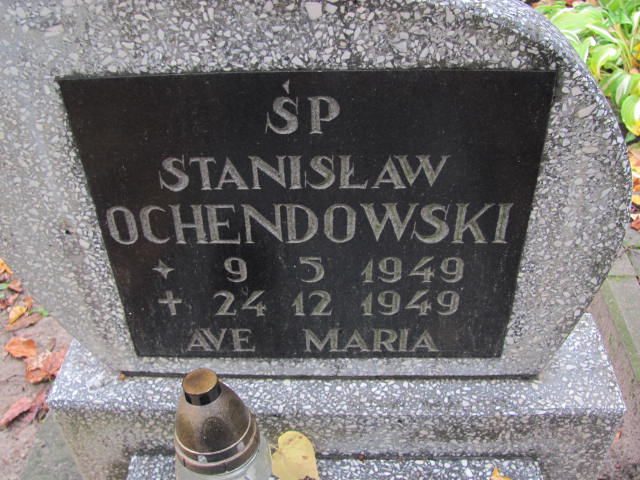 ŚP
STANISŁAW
OCHENDOWSKI
✦ 9 5 1949
✝ 24 12 1949
AVE MARIA